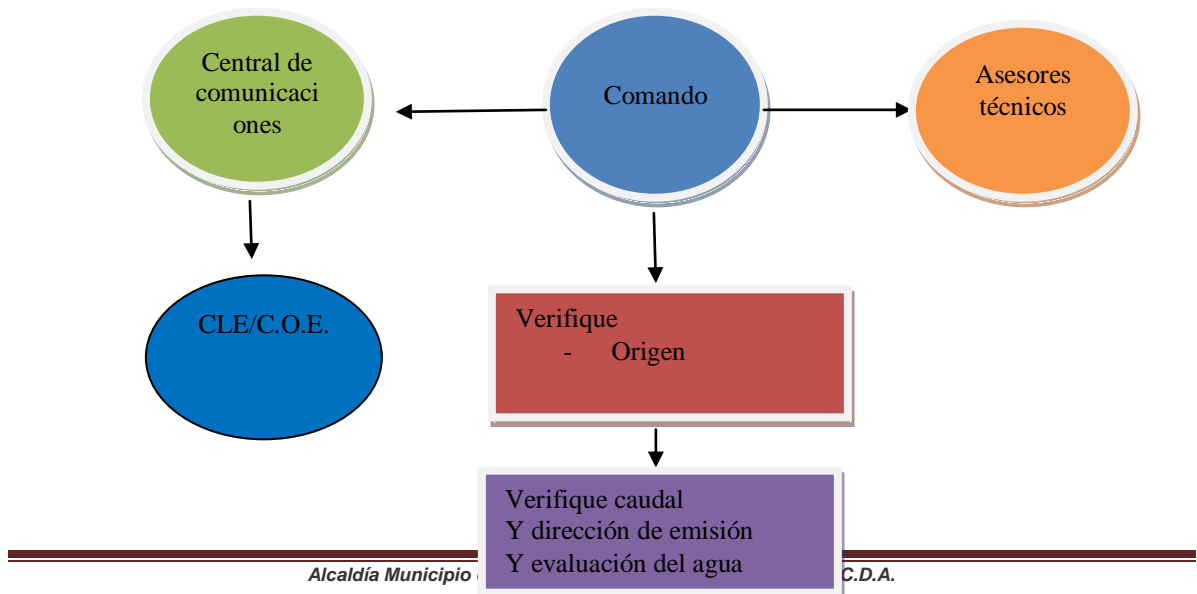 Central de
comunicaci
ones
Comando
Asesores
técnicos
CLE/C.O.E.
Verifique
- Origen
Verifique caudal
Y dirección de emisión
Y evaluación del agua
Alcaldía Municipio C.D.A.